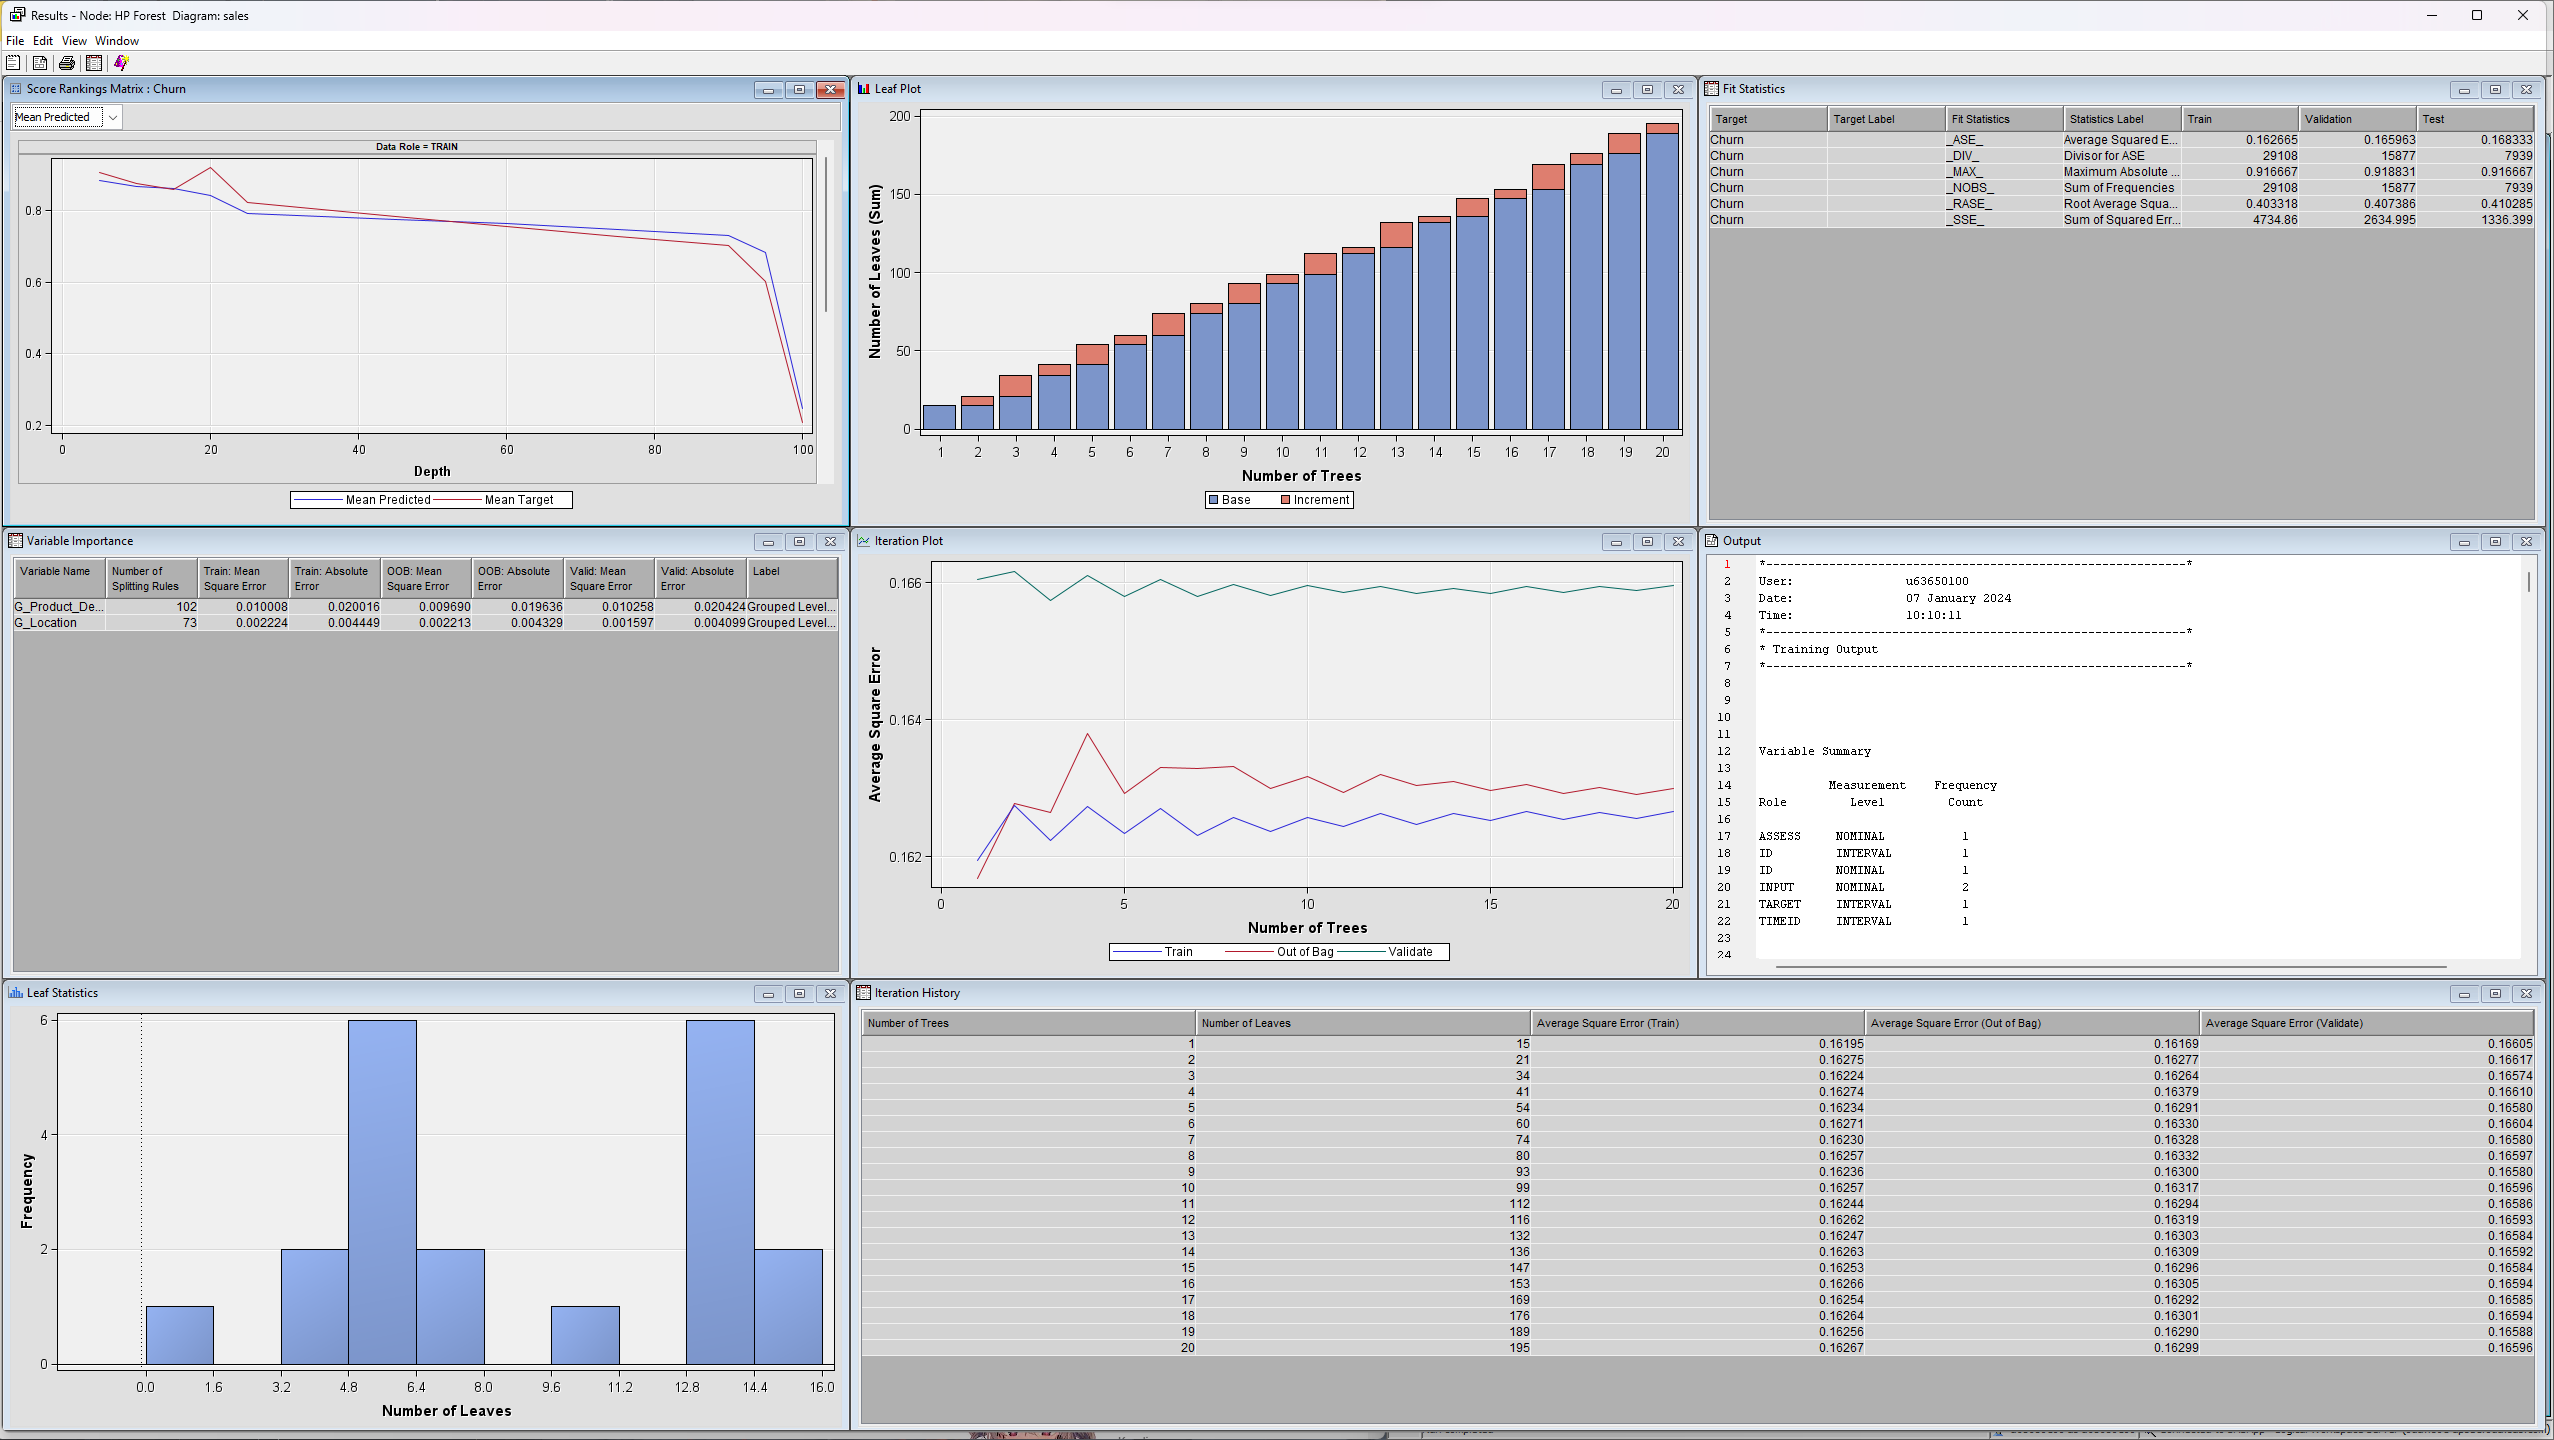 Results - Node: HP Forest  Diagram: sales
File Edit View Window
Score Rankings Matrix : Churn
Mean Predicted
Data Role = TRAIN
0.8
0.6
0.4
0.2
0 20 40 60 80 100
Depth
Mean Predicted Mean Target
Leaf Plot
Number of Leaves (Sum)
200
150
100
50
0
1 2 3 4 5 6 7 8 9 10 11 12 13 14 15 16 17 18 19 20
Number of Trees
Base Increment
Fit Statistics
Target Target Label Fit Statistics Statistics Label Train Validation Test
Churn _ASE_ Average Squared E... 0.162665 0.165963 0.168333
Churn _DIV_ Divisor for ASE 29108 15877 7939
Churn _MAX_ Maximum Absolute ... 0.916667 0.918831 0.916667
Churn _NOBS_ Sum of Frequencies 29108 15877 7939
Churn _RASE_ Root Average Squa... 0.403318 0.407386 0.410285
Churn _SSE_ Sum of Squared Err... 4734.86 2634.995 1336.399
Variable Importance
Variable Name Number of Splitting Rules Train: Mean Square Error Train: Absolute Error OOB: Mean Square Error OOB: Absolute Error Valid: Mean Square Error Valid: Absolute Error Label
G_Product_De... 102 0.010008 0.020016 0.009690 0.019636 0.010258 0.020424 Grouped Level...
G_Location 73 0.002224 0.004449 0.002213 0.004329 0.001597 0.004099 Grouped Level...
Iteration Plot
Average Square Error
0.166
0.164
0.162
0 5 10 15 20
Number of Trees
Train Out of Bag Validate
Output
1 *------------------------------------------------------------*
2 User: u63650100
3 Date: 07 January 2024
4 Time: 10:10:11
5 *------------------------------------------------------------*
6 * Training Output
7 *------------------------------------------------------------*
8
9
10
11
12 Variable Summary
13
14 Measurement Frequency
15 Role Level Count
16
17 ASSESS NOMINAL 1
18 ID INTERVAL 1
19 ID NOMINAL 1
20 INPUT NOMINAL 2
21 TARGET INTERVAL 1
22 TIMEID INTERVAL 1
23
24
Leaf Statistics
Frequency
6
4
2
0
0.0 1.6 3.2 4.8 6.4 8.0 9.6 11.2 12.8 14.4 16.0
Number of Leaves
Iteration History
Number of Trees Number of Leaves Average Square Error (Train) Average Square Error (Out of Bag) Average Square Error (Validate)
1 15 0.16195 0.16169 0.16605
2 21 0.16275 0.16277 0.16617
3 34 0.16224 0.16264 0.16574
4 41 0.16274 0.16379 0.16610
5 54 0.16234 0.16291 0.16580
6 60 0.16271 0.16330 0.16604
7 74 0.16230 0.16328 0.16580
8 80 0.16257 0.16332 0.16597
9 93 0.16236 0.16300 0.16580
10 99 0.16257 0.16317 0.16596
11 112 0.16244 0.16294 0.16586
12 116 0.16262 0.16319 0.16593
13 132 0.16247 0.16303 0.16584
14 136 0.16263 0.16309 0.16592
15 147 0.16253 0.16296 0.16584
16 153 0.16266 0.16305 0.16594
17 169 0.16254 0.16292 0.16585
18 176 0.16264 0.16301 0.16594
19 189 0.16256 0.16290 0.16588
20 195 0.16267 0.16299 0.16596